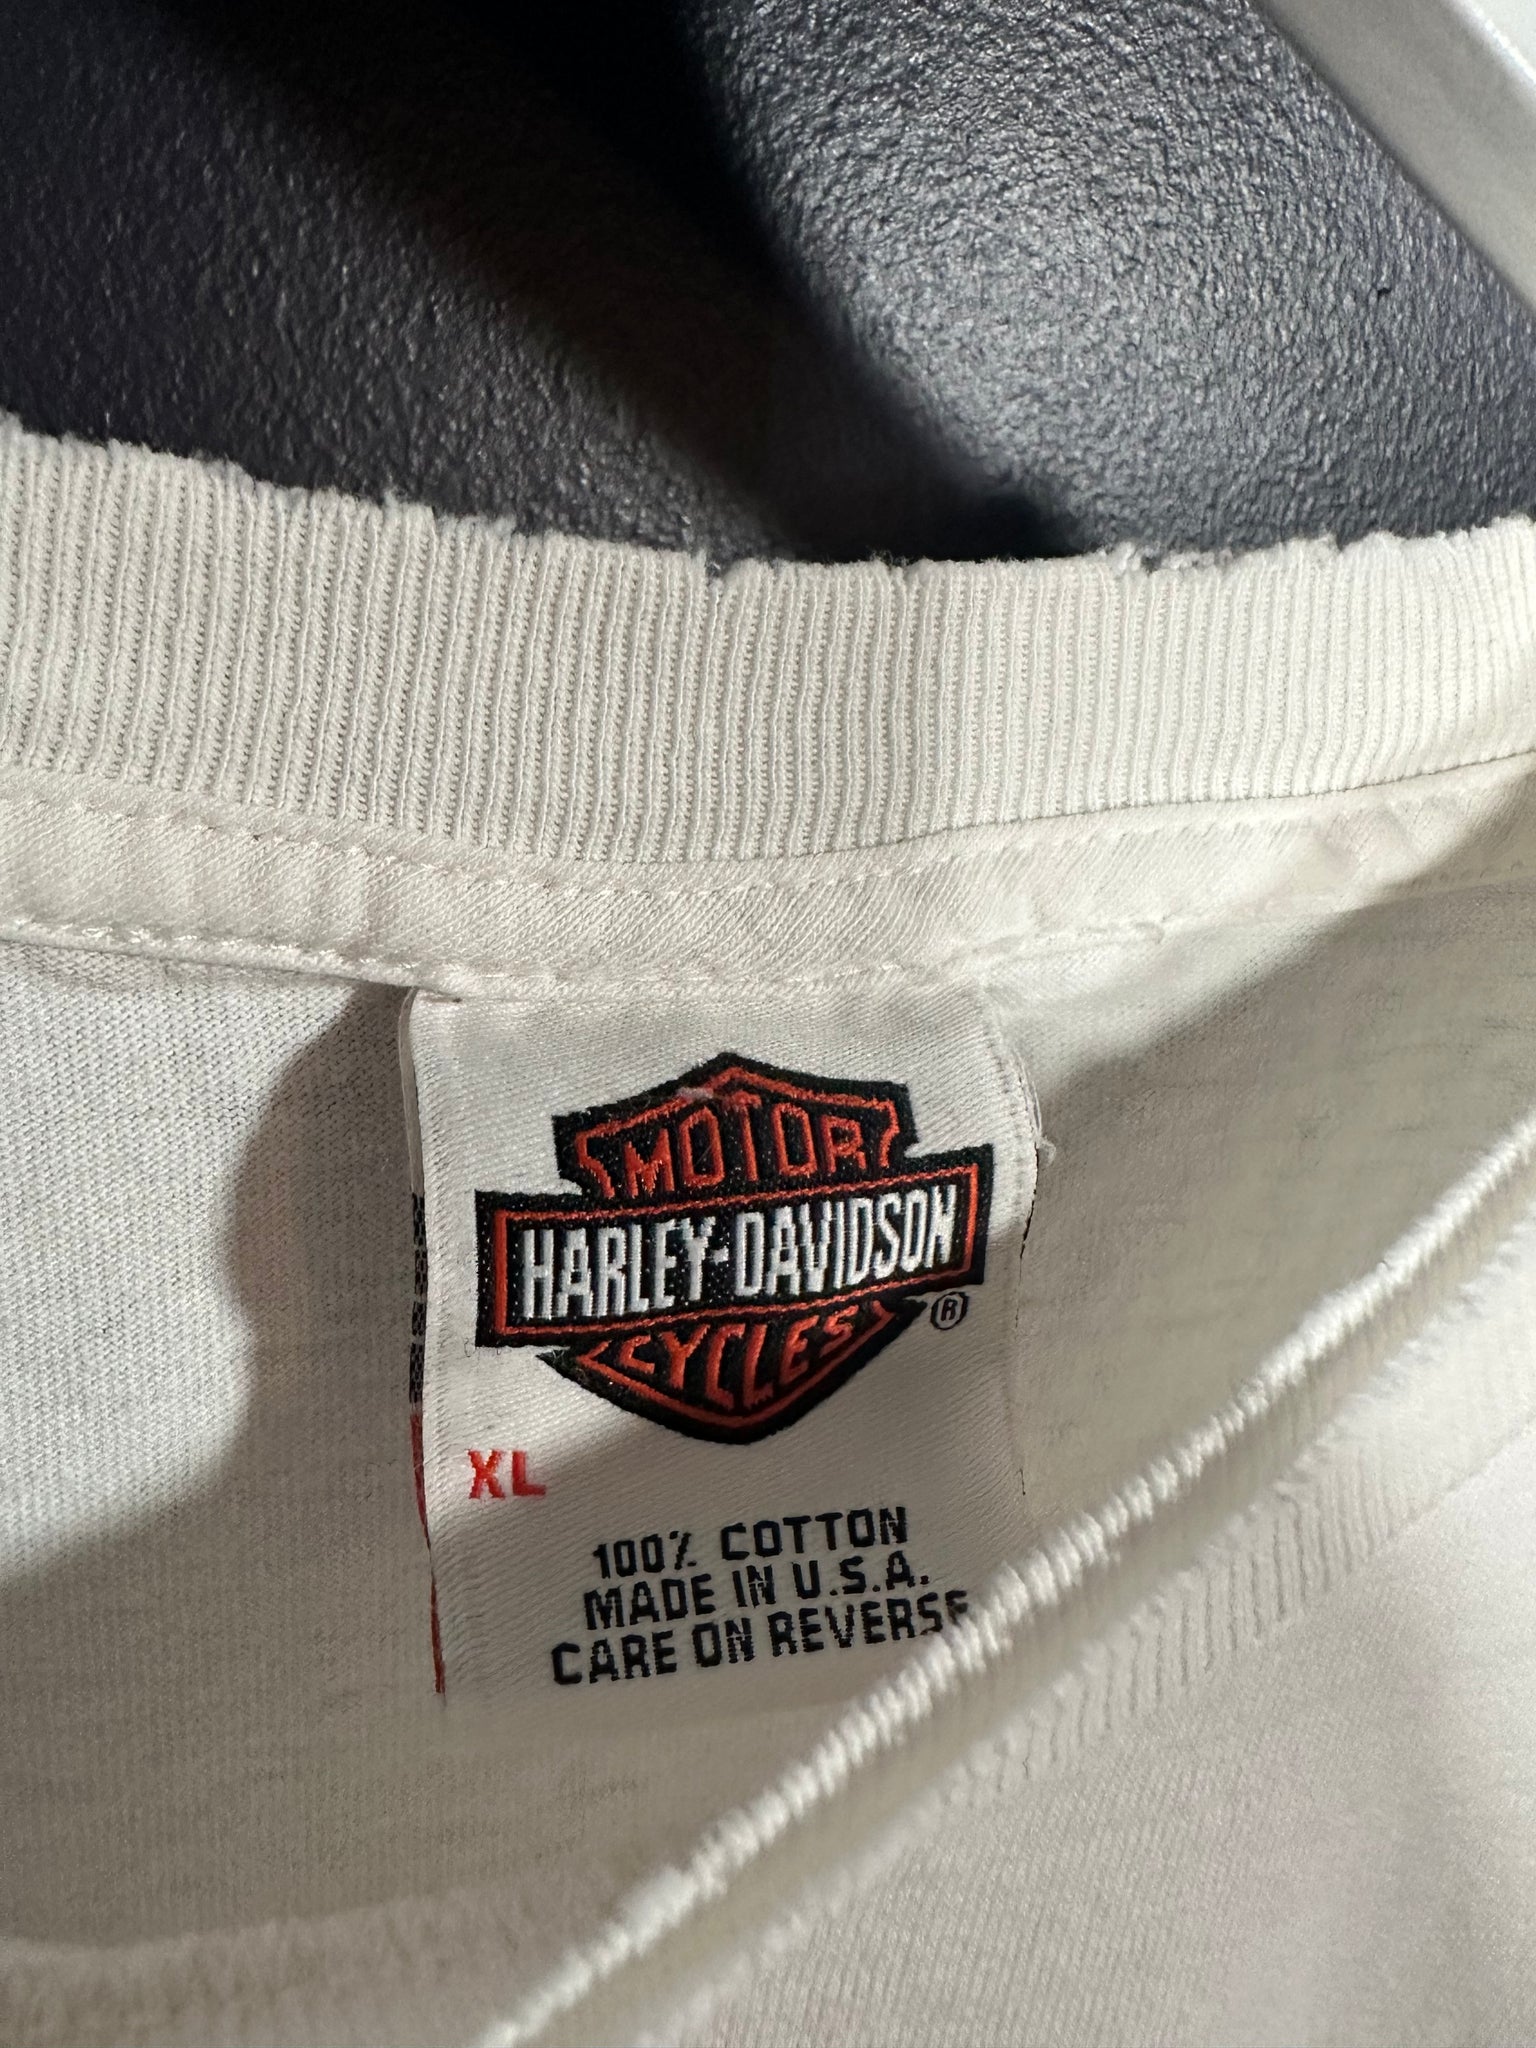 MOTOR
HARLEY-DAVIDSON
CYCLES
®
XL
100% COTTON
MADE IN U.S.A.
CARE ON REVERSE